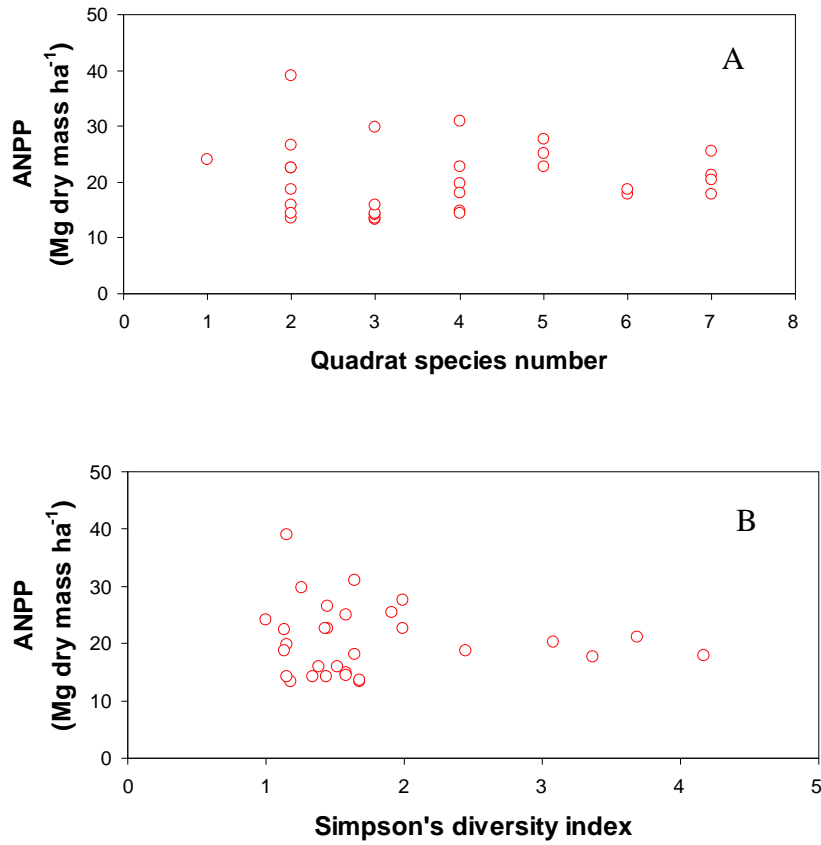 50
40
30
20
10
0
ANPP
(Mg dry mass ha⁻¹)
A
0 1 2 3 4 5 6 7 8
Quadrat species number
50
40
30
20
10
0
ANPP
(Mg dry mass ha⁻¹)
B
0 1 2 3 4 5
Simpson's diversity index